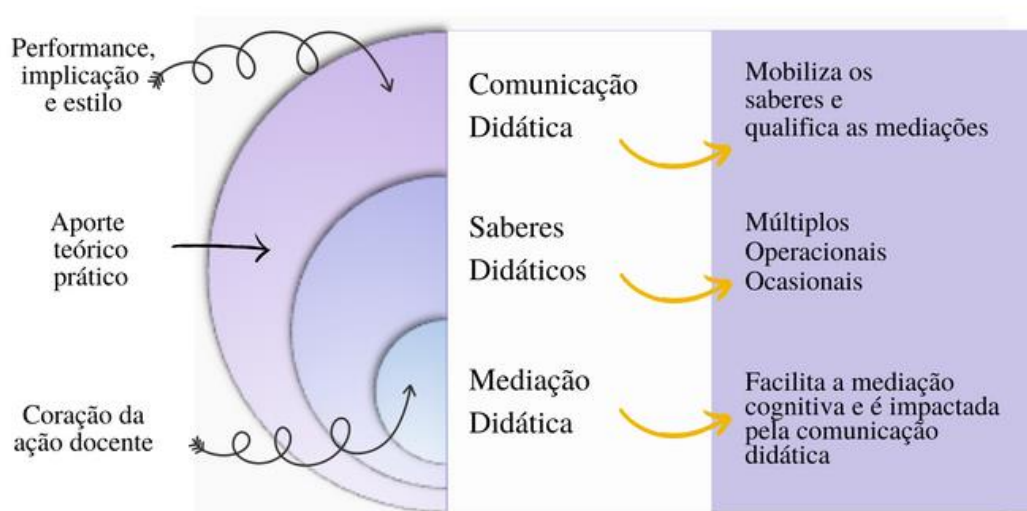 Performance,
implicação
e estilo
Comunicação
Didática
Mobiliza os
saberes e
qualifica as mediações
Aporte
teórico
prático
Saberes
Didáticos
Múltiplos
Operacionais
Ocasionais
Coração da
ação docente
Mediação
Didática
Facilita a mediação
cognitiva e é impactada
pela comunicação
didática